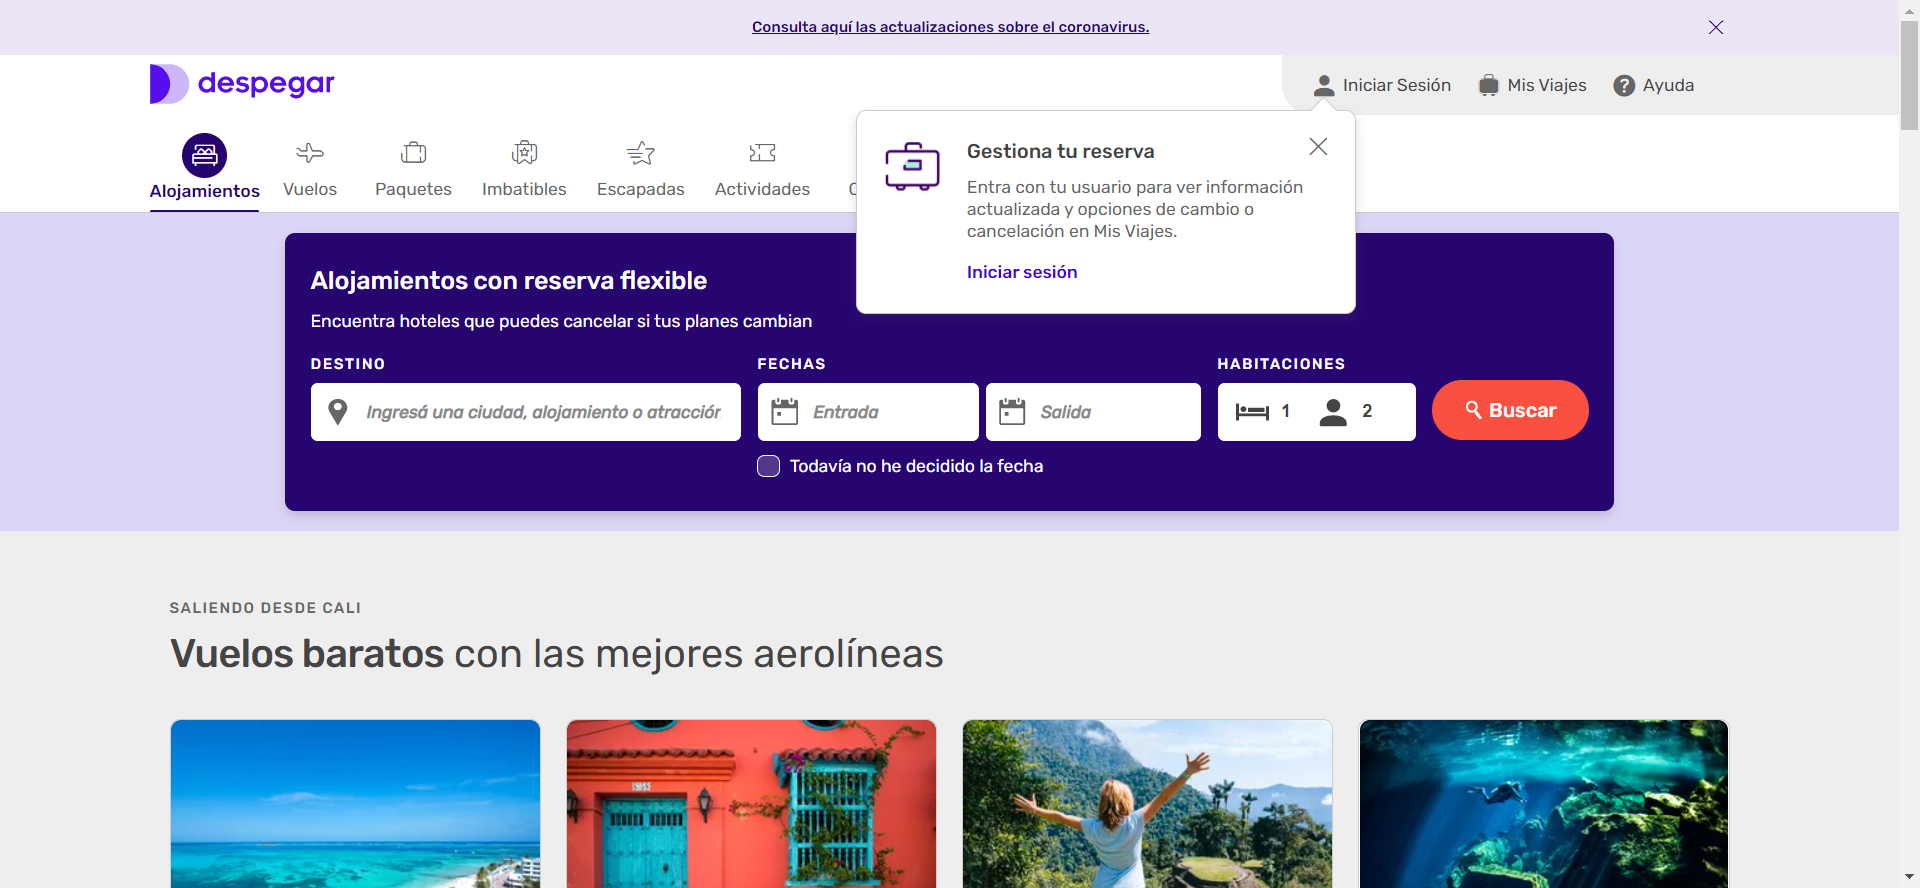 Consulta aquí las actualizaciones sobre el coronavirus.
despegar
Iniciar Sesión
Mis Viajes
Ayuda
Alojamientos
Vuelos
Paquetes
Imbatibles
Escapadas
Actividades
Gestiona tu reserva
Entra con tu usuario para ver información
actualizada y opciones de cambio o
cancelación en Mis Viajes.
Iniciar sesión
Alojamientos con reserva flexible
Encuentra hoteles que puedes cancelar si tus planes cambian
DESTINO
FECHAS
HABITACIONES
Ingresá una ciudad, alojamiento o atracción
Entrada
Salida
1
2
Buscar
Todavía no he decidido la fecha
SALIENDO DESDE CALI
Vuelos baratos con las mejores aerolíneas